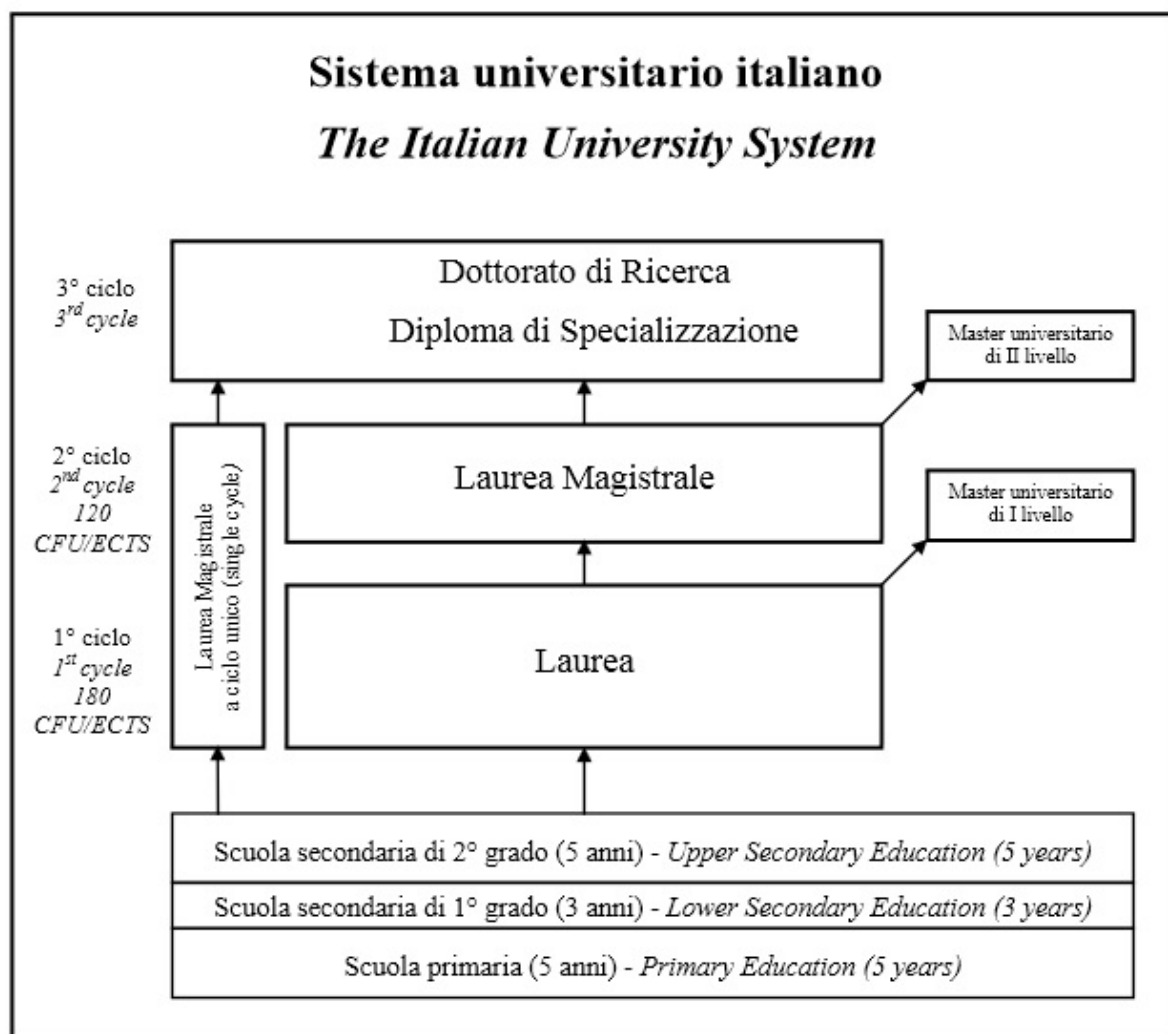 Sistema universitario italiano
The Italian University System
3° ciclo
3rd cycle
Dottorato di Ricerca
Diploma di Specializzazione
Master universitario
di II livello
2° ciclo
2nd cycle
120
CFU/ECTS
Laurea Magistrale
a ciclo unico (single cycle)
Laurea Magistrale
Master universitario
di I livello
1° ciclo
1st cycle
180
CFU/ECTS
Laurea
Scuola secondaria di 2° grado (5 anni) - Upper Secondary Education (5 years)
Scuola secondaria di 1° grado (3 anni) - Lower Secondary Education (3 years)
Scuola primaria (5 anni) - Primary Education (5 years)